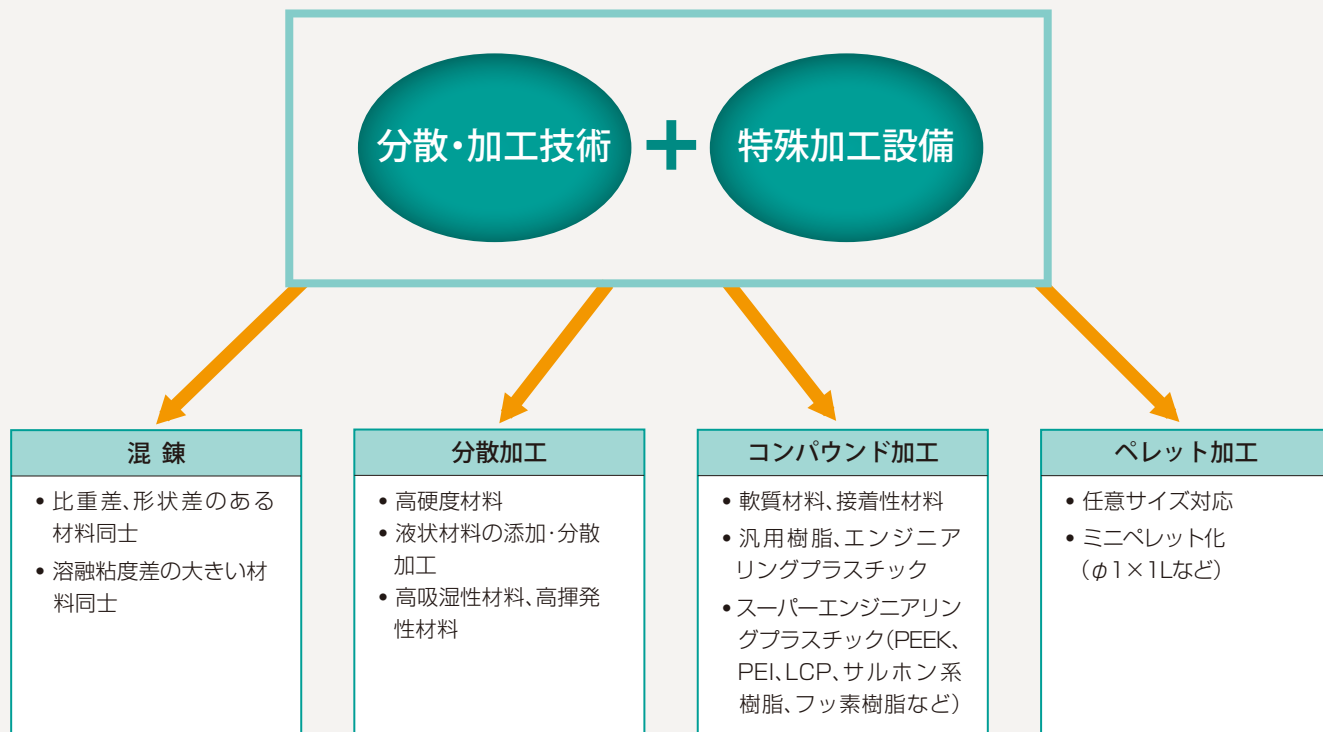 分散・加工技術
+
特殊加工設備
混 錬
• 比重差、形状差のある
材料同士
• 溶融粘度差の大きい材
料同士
分散加工
• 高硬度材料
• 液状材料の添加・分散
加工
• 高吸湿性材料、高揮発
性材料
コンパウンド加工
• 軟質材料、接着性材料
• 汎用樹脂、エンジニア
リングプラスチック
• スーパーエンジニアリン
グプラスチック(PEEK、
PEI、LCP、サルホン系
樹脂、フッ素樹脂など)
ペレット加工
• 任意サイズ対応
• ミニペレット化
(φ1×1Lなど)